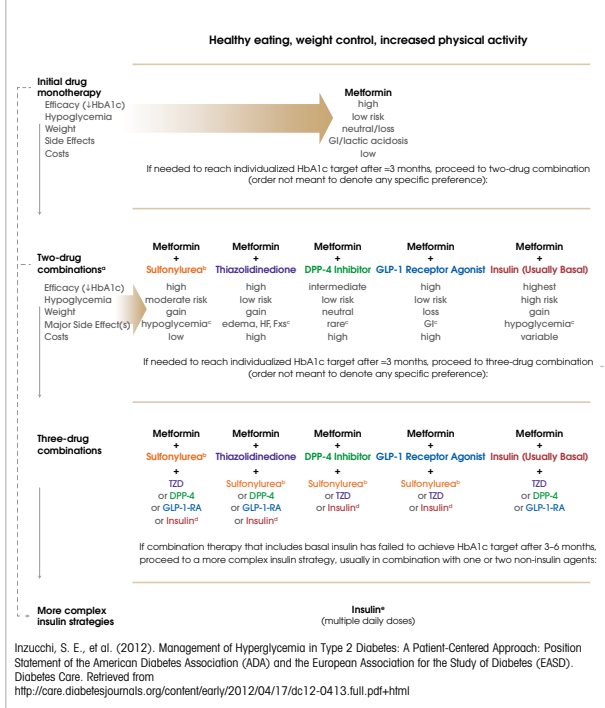 Healthy eating, weight control, increased physical activity
Initial drug
monotherapy
Metformin
Efficacy (↓HbA1c) high
Hypoglycemia low risk
Weight neutral/loss
Side Effects GI/lactic acidosis
Costs low
If needed to reach individualized HbA1c target after =3 months, proceed to two-drug combination
(order not meant to denote any specific preference):
Metformin Metformin Metformin Metformin Metformin
Two-drug + + + + +
combinationsᵃ Sulfonylureaᵇ Thiazolidinedione DPP-4 Inhibitor GLP-1 Receptor Agonist Insulin (Usually Basal)
Efficacy (↓HbA1c) high high intermediate high highest
Hypoglycemia moderate risk low risk low risk low risk high risk
Weight gain gain neutral loss gain
Major Side Effect(s) hypoglycemiaᶜ edema, HF, Fxsᶜ rareᶜ GIᶜ hypoglycemiaᶜ
Costs low high high high variable
If needed to reach individualized HbA1c target after =3 months, proceed to three-drug combination
(order not meant to denote any specific preference):
Metformin Metformin Metformin Metformin Metformin
Three-drug + + + + +
combinations Sulfonylureaᵇ Thiazolidinedione DPP-4 Inhibitor GLP-1 Receptor Agonist Insulin (Usually Basal)
+ + + + +
TZD Sulfonylureaᵇ Sulfonylureaᵇ Sulfonylureaᵇ TZD
or DPP-4 or DPP-4 or TZD or TZD or DPP-4
or GLP-1-RA or GLP-1-RA or Insulinᵈ or Insulinᵈ or GLP-1-RA
or Insulinᵈ or Insulinᵈ
If combination therapy that includes basal insulin has failed to achieve HbA1c target after 3–6 months,
proceed to a more complex insulin strategy, usually in combination with one or two non-insulin agents:
More complex
insulin strategies
Insulinᵉ
(multiple daily doses)
Inzucchi, S. E., et al. (2012). Management of Hyperglycemia in Type 2 Diabetes: A Patient-Centered Approach: Position
Statement of the American Diabetes Association (ADA) and the European Association for the Study of Diabetes (EASD).
Diabetes Care. Retrieved from
http://care.diabetesjournals.org/content/early/2012/04/17/dc12-0413.full.pdf+html